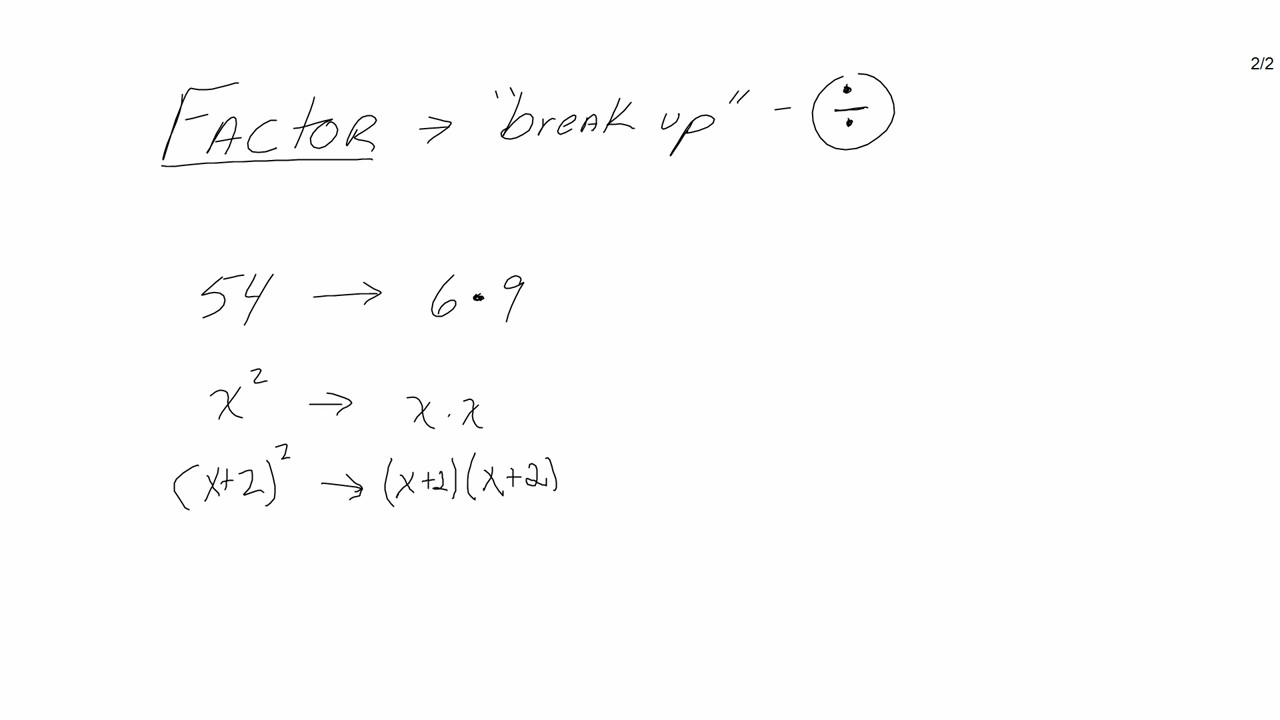 2/2
FACTOR → "break up" - ÷
54 → 6 · 9
x² → x · x
(x+2)² → (x+2)(x+2)